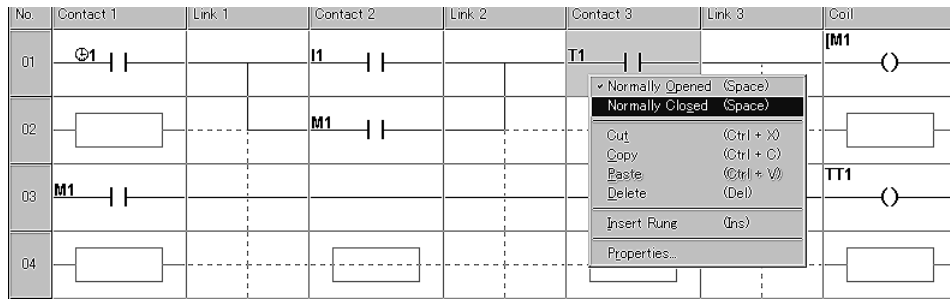 No. Contact 1 Link 1 Contact 2 Link 2 Contact 3 Link 3 Coil
01 1 I1 T1 [M1
Normally Opened (Space)
Normally Closed (Space)
02 M1
Cut (Ctrl + X)
Copy (Ctrl + C)
Paste (Ctrl + V)
Delete (Del)
03 M1 TT1
Insert Rung (Ins)
Properties...
04